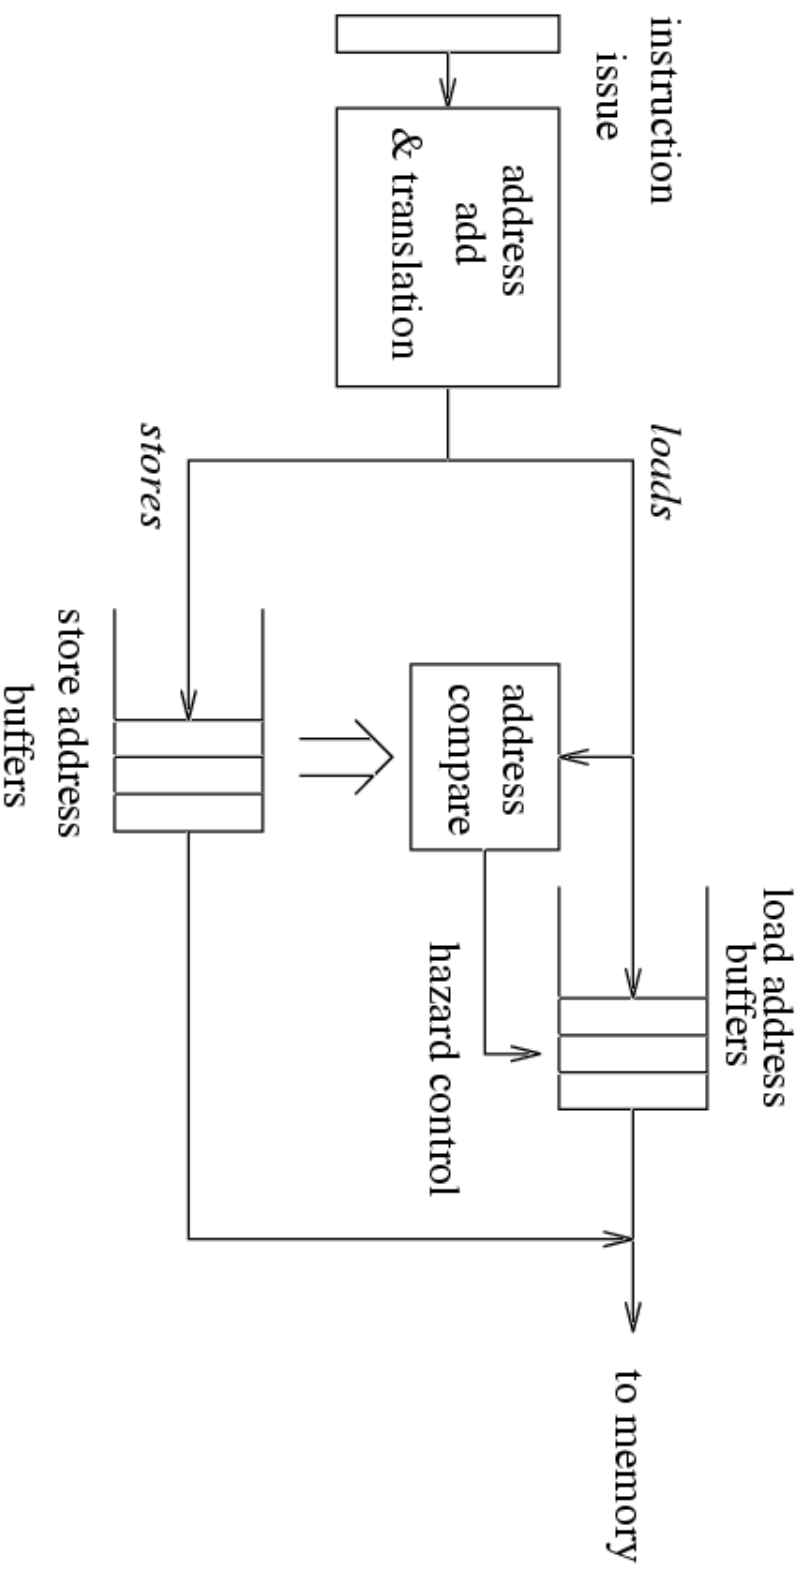 instruction
issue
address
add
& translation
loads
stores
load address
buffers
address
compare
hazard control
store address
buffers
to memory